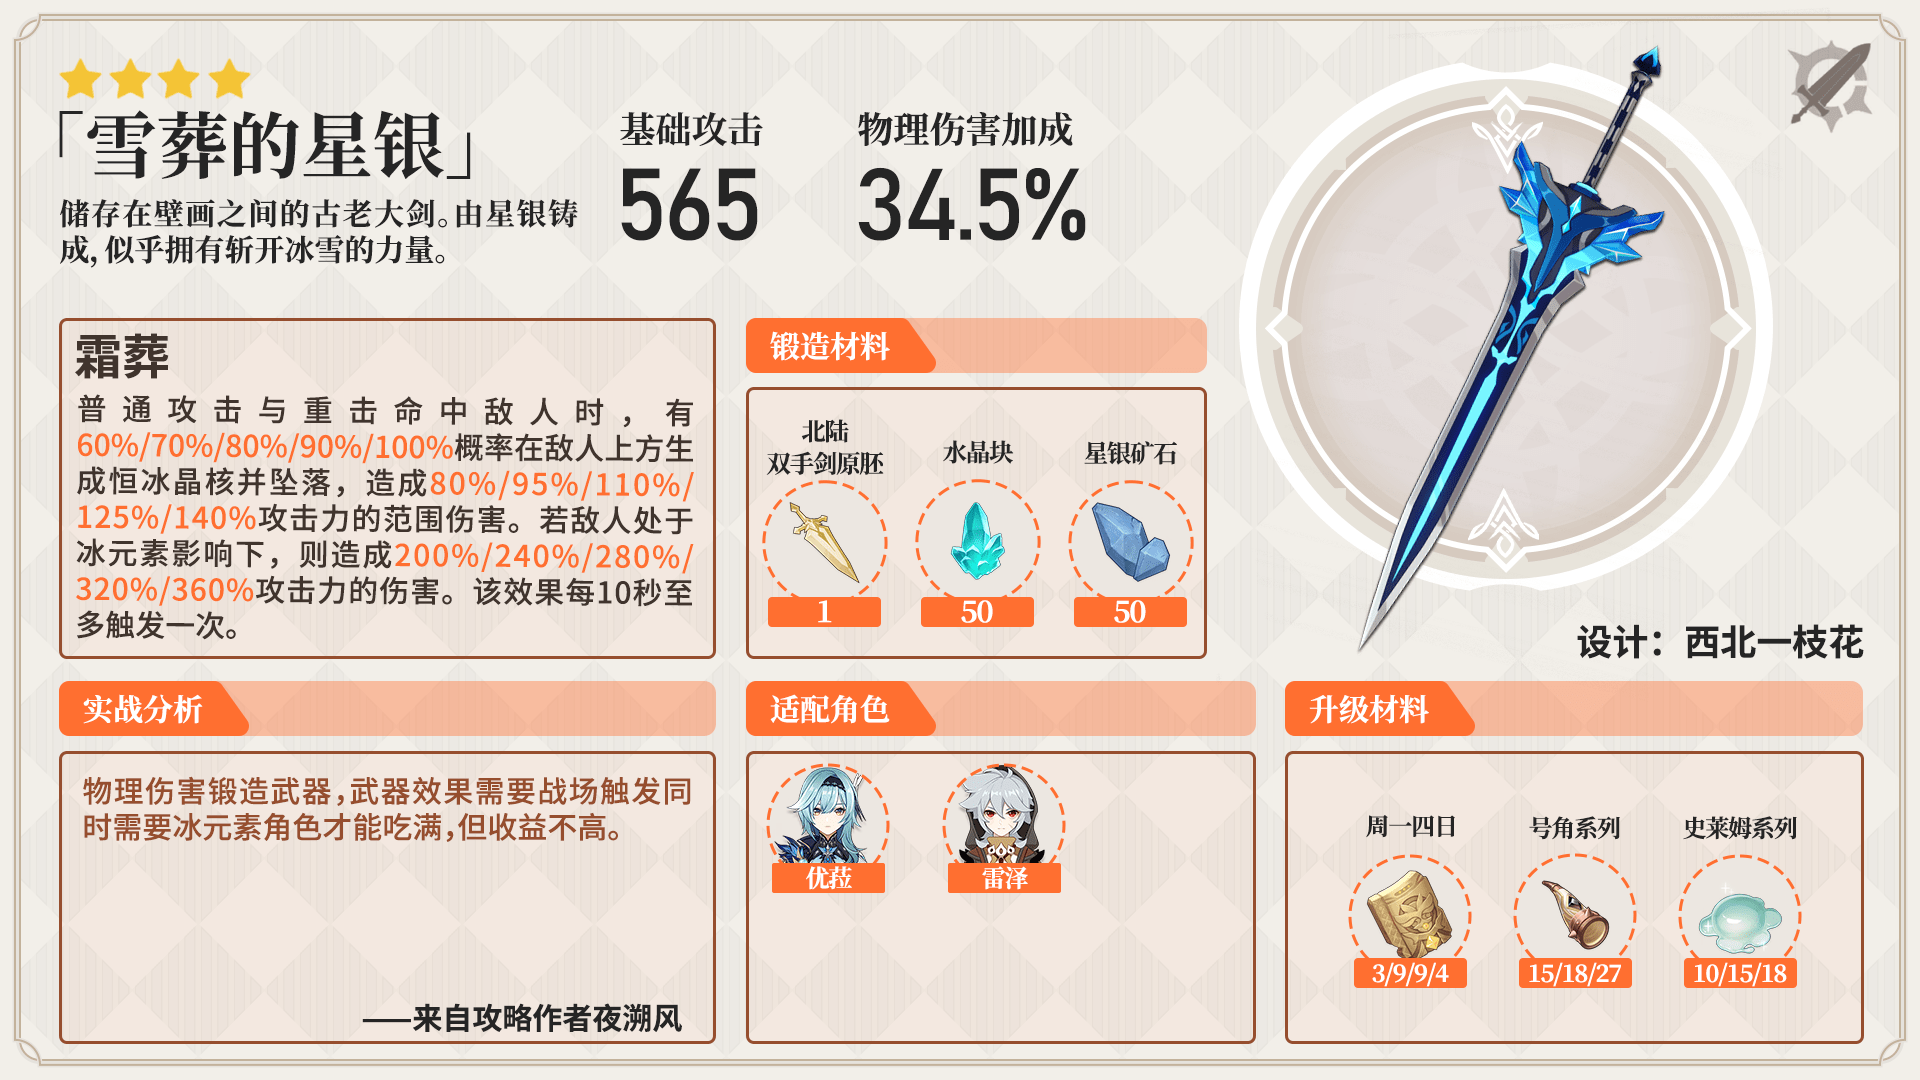 「雪葬的星银」
储存在壁画之间的古老大剑。由星银铸
成，似乎拥有斩开冰雪的力量。
基础攻击
565
物理伤害加成
34.5%
霜葬
普通攻击与重击命中敌人时，有
60%/70%/80%/90%/100%概率在敌人上方生
成恒冰晶核并坠落，造成80%/95%/110%/
125%/140%攻击力的范围伤害。若敌人处于
冰元素影响下，则造成200%/240%/280%/
320%/360%攻击力的伤害。该效果每10秒至
多触发一次。
锻造材料
北陆
双手剑原胚
1
水晶块
50
星银矿石
50
设计：西北一枝花
实战分析
物理伤害锻造武器，武器效果需要战场触发同
时需要冰元素角色才能吃满，但收益不高。
——来自攻略作者夜溯风
适配角色
优菈
雷泽
升级材料
周一四日
3/9/9/4
号角系列
15/18/27
史莱姆系列
10/15/18